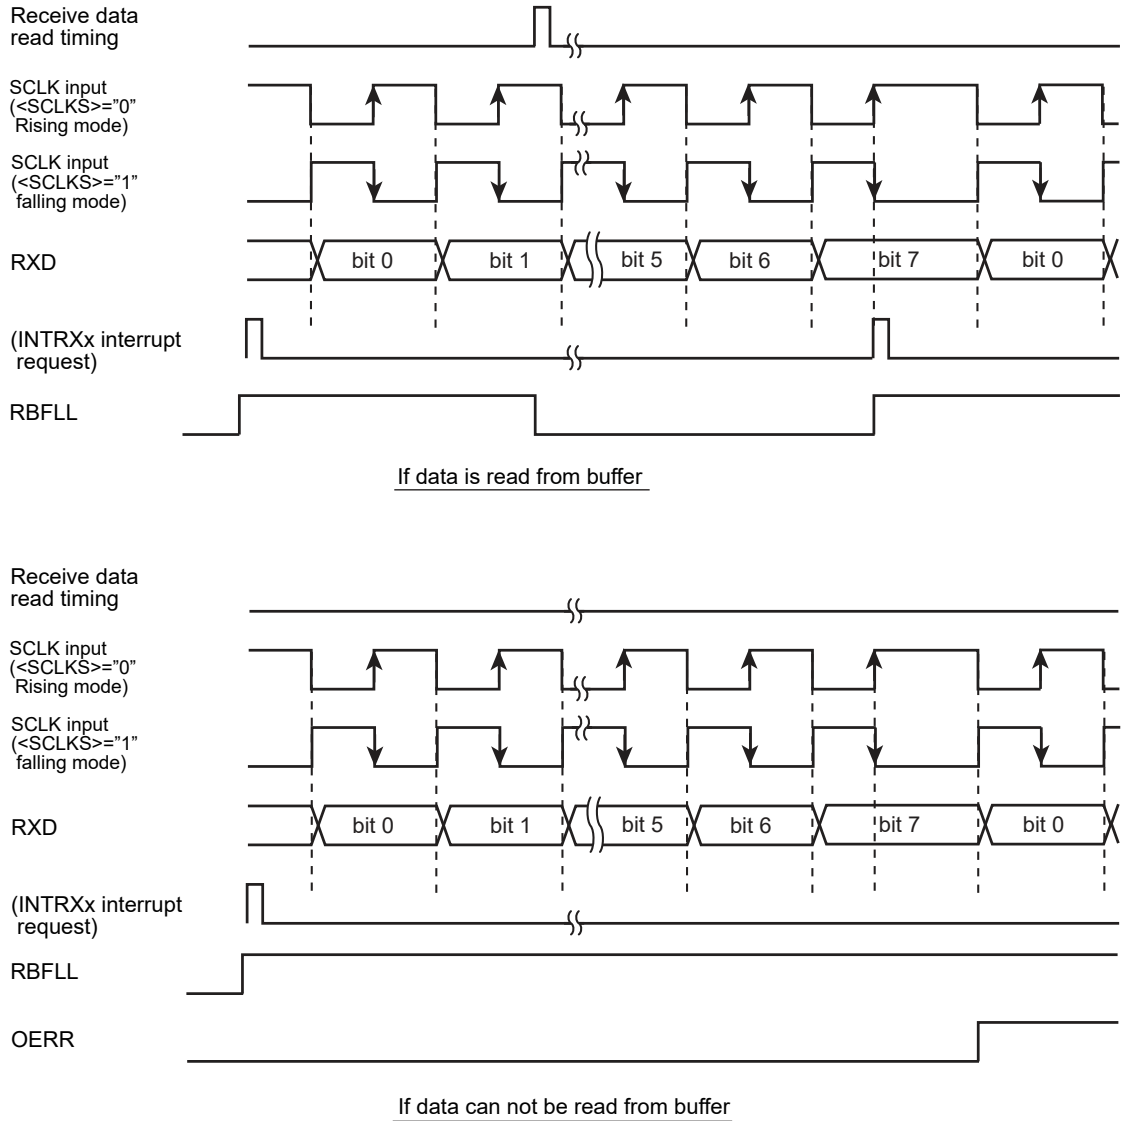 Receive data
read timing
SCLK input
(<SCLKS>=”0”
Rising mode)
SCLK input
(<SCLKS>=”1”
falling mode)
RXD
bit 0
bit 1
bit 5
bit 6
bit 7
bit 0
(INTRXx interrupt
request)
RBFLL
If data is read from buffer
Receive data
read timing
SCLK input
(<SCLKS>=”0”
Rising mode)
SCLK input
(<SCLKS>=”1”
falling mode)
RXD
bit 0
bit 1
bit 5
bit 6
bit 7
bit 0
(INTRXx interrupt
request)
RBFLL
OERR
If data can not be read from buffer